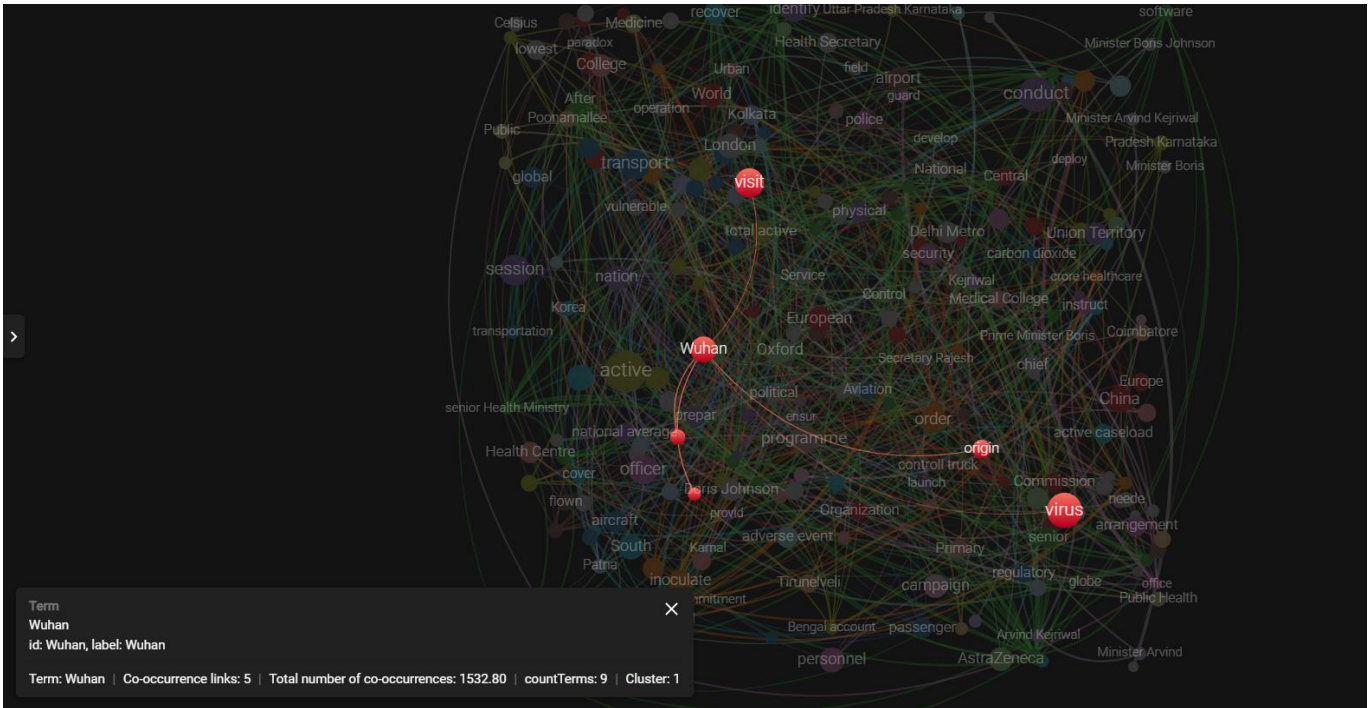 recover
identify Uttar Pradesh Karnataka
software
Celsius
Medicine
lowest
paradox
Health Secretary
Minister Boris Johnson
College
Urban
field
airport
guard
World
conduct
After
operation
Kolkata
Poonamallee
police
Minister Arvind Kejriwal
Public
develop
London
Pradesh Karnataka
transport
deploy
National
Central
Minister Boris
global
visit
vulnerable
physical
total active
Delhi Metro
Union Territory
security
carbon dioxide
session
nation
Service
Kejriwal
crore healthcare
Control
Medical College
instruct
Korea
European
transportation
Prime Minister Boris
Coimbatore
Wuhan
Oxford
Secretary Rajesh
chief
active
Europe
political
Aviation
China
senior Health Ministry
prepar
ensur
order
national average
programme
active caseload
Health Centre
origin
officer
controll truck
cover
launch
Commission
Boris Johnson
neede
flown
provid
Organization
virus
aircraft
arrangement
adverse event
senior
South
Karnal
Primary
Patna
regulatory
globe
inoculate
Tirunelveli
campaign
office
Public Health
Bengal account
passenger
Arvind Kejriwal
personnel
AstraZeneca
Minister Arvind
Term
Wuhan
id: Wuhan, label: Wuhan
Term: Wuhan | Co-occurrence links: 5 | Total number of co-occurrences: 1532.80 | countTerms: 9 | Cluster: 1